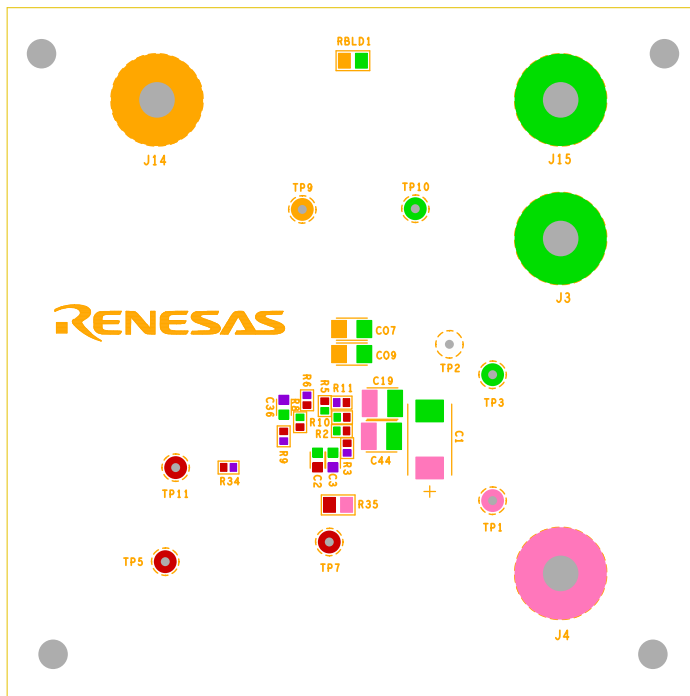 RBLD1
J14
J15
TP9
TP10
J3
RENESAS
CO7
CO9
TP2
TP3
C19
R6
R5
R11
C36
R8
R10
R2
C1
R9
R3
C44
C2
C3
+
TP11
R34
R35
TP1
TP5
TP7
J4